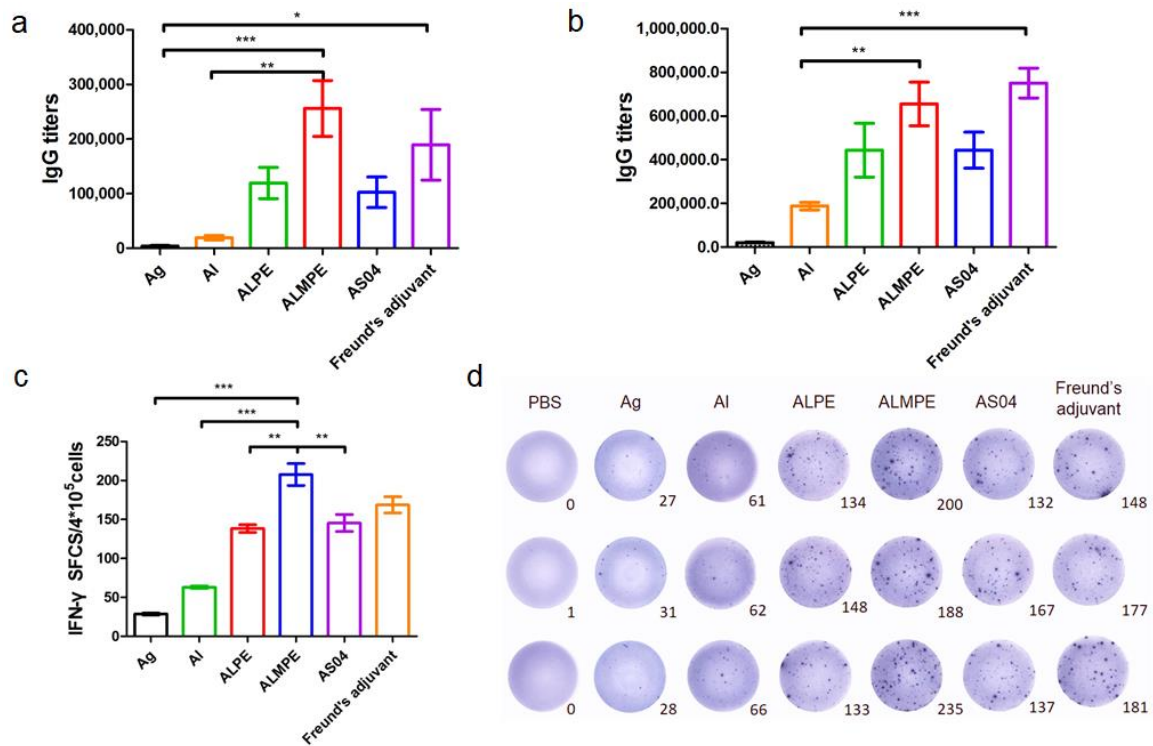 a
IgG titers
400,000
300,000
200,000
100,000
0
*
***
**
Ag
Al
ALPE
ALMPE
AS04
Freund's adjuvant
b
IgG titers
1,000,000.0
800,000.0
600,000.0
400,000.0
200,000.0
0.0
***
**
Ag
Al
ALPE
ALMPE
AS04
Freund's adjuvant
c
IFN-γ SFCS/4*10⁵cells
250
200
150
100
50
0
***
***
** **
Ag
Al
ALPE
ALMPE
AS04
Freund's adjuvant
d
PBS Ag Al ALPE ALMPE AS04 Freund's
adjuvant
0 27 61 134 200 132 148
1 31 62 148 188 167 177
0 28 66 133 235 137 181